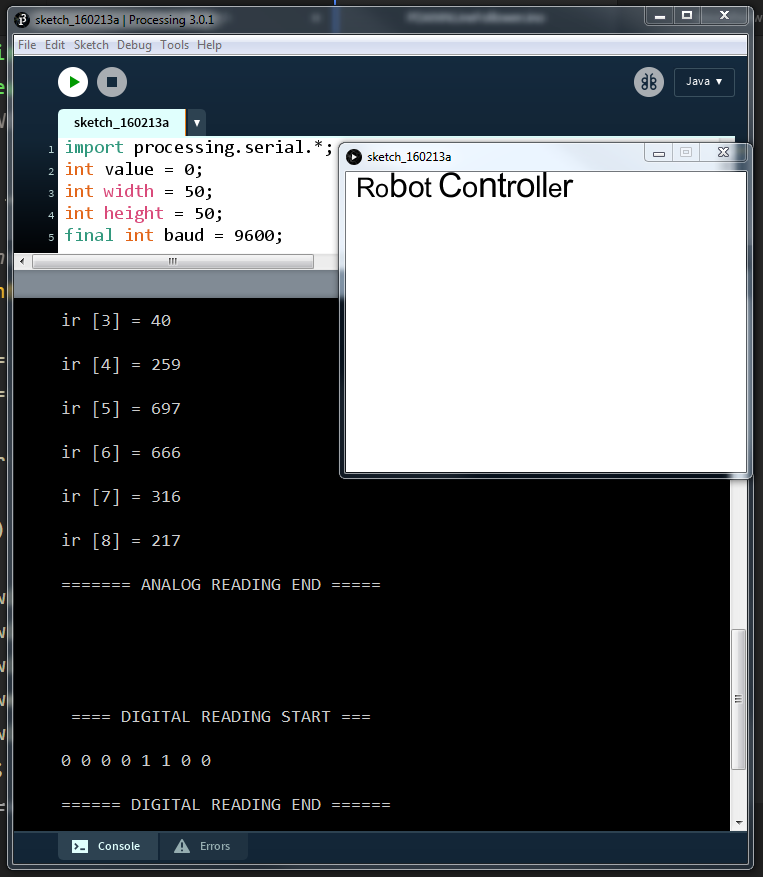 sketch_160213a | Processing 3.0.1
File Edit Sketch Debug Tools Help
Java ▼
sketch_160213a ▼
1 import processing.serial.*;
2 int value = 0;
3 int width = 50;
4 int height = 50;
5 final int baud = 9600;
sketch_160213a
Robot Controller
ir [3] = 40
ir [4] = 259
ir [5] = 697
ir [6] = 666
ir [7] = 316
ir [8] = 217
======= ANALOG READING END =====
==== DIGITAL READING START ===
0 0 0 0 1 1 0 0
====== DIGITAL READING END ======
Console Errors